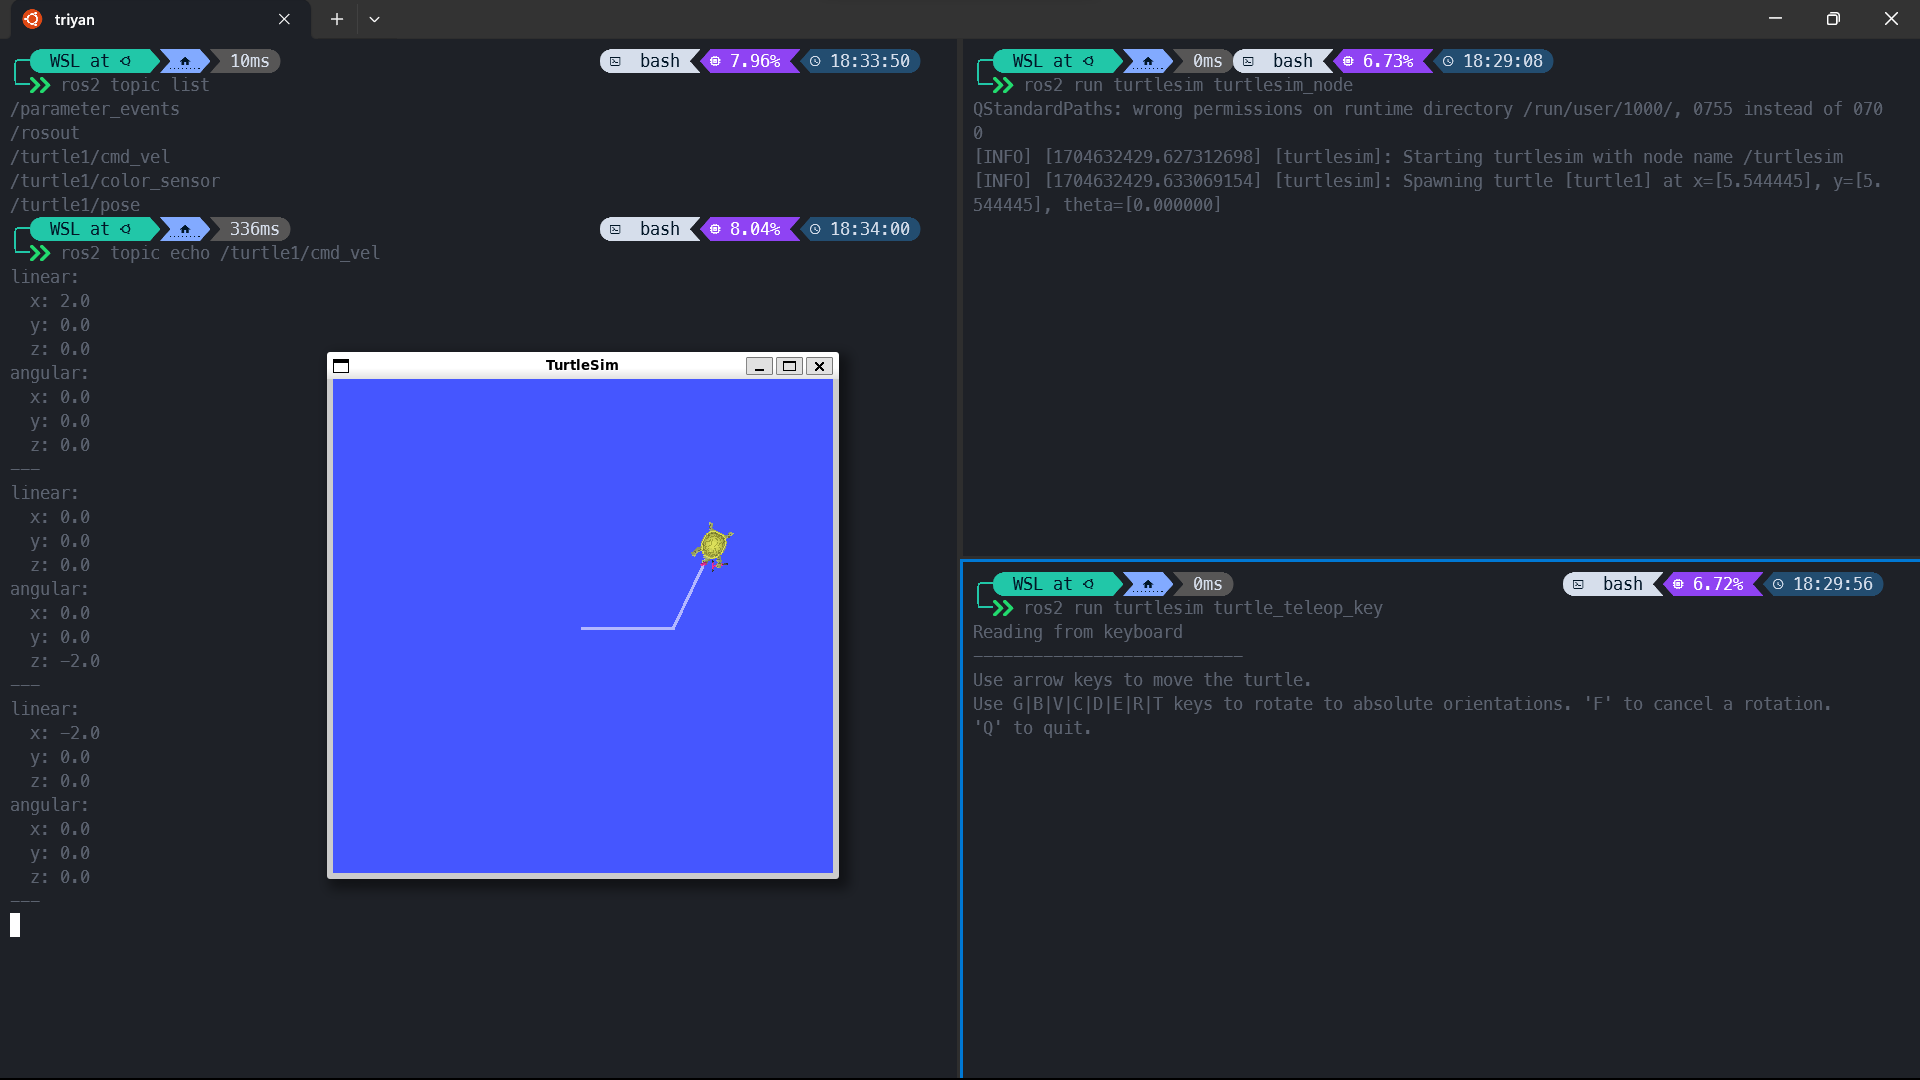 triyan
WSL at 10ms bash 7.96% 18:33:50
ros2 topic list
/parameter_events
/rosout
/turtle1/cmd_vel
/turtle1/color_sensor
/turtle1/pose
WSL at 336ms bash 8.04% 18:34:00
ros2 topic echo /turtle1/cmd_vel
linear:
x: 2.0
y: 0.0
z: 0.0
angular:
x: 0.0
y: 0.0
z: 0.0
---
linear:
x: 0.0
y: 0.0
z: 0.0
angular:
x: 0.0
y: 0.0
z: -2.0
---
linear:
x: -2.0
y: 0.0
z: 0.0
angular:
x: 0.0
y: 0.0
z: 0.0
---
TurtleSim
WSL at 0ms bash 6.73% 18:29:08
ros2 run turtlesim turtlesim_node
QStandardPaths: wrong permissions on runtime directory /run/user/1000/, 0755 instead of 070
0
[INFO] [1704632429.627312698] [turtlesim]: Starting turtlesim with node name /turtlesim
[INFO] [1704632429.633069154] [turtlesim]: Spawning turtle [turtle1] at x=[5.544445], y=[5.
544445], theta=[0.000000]
WSL at 0ms bash 6.72% 18:29:56
ros2 run turtlesim turtle_teleop_key
Reading from keyboard
---------------------------
Use arrow keys to move the turtle.
Use G|B|V|C|D|E|R|T keys to rotate to absolute orientations. 'F' to cancel a rotation.
'Q' to quit.